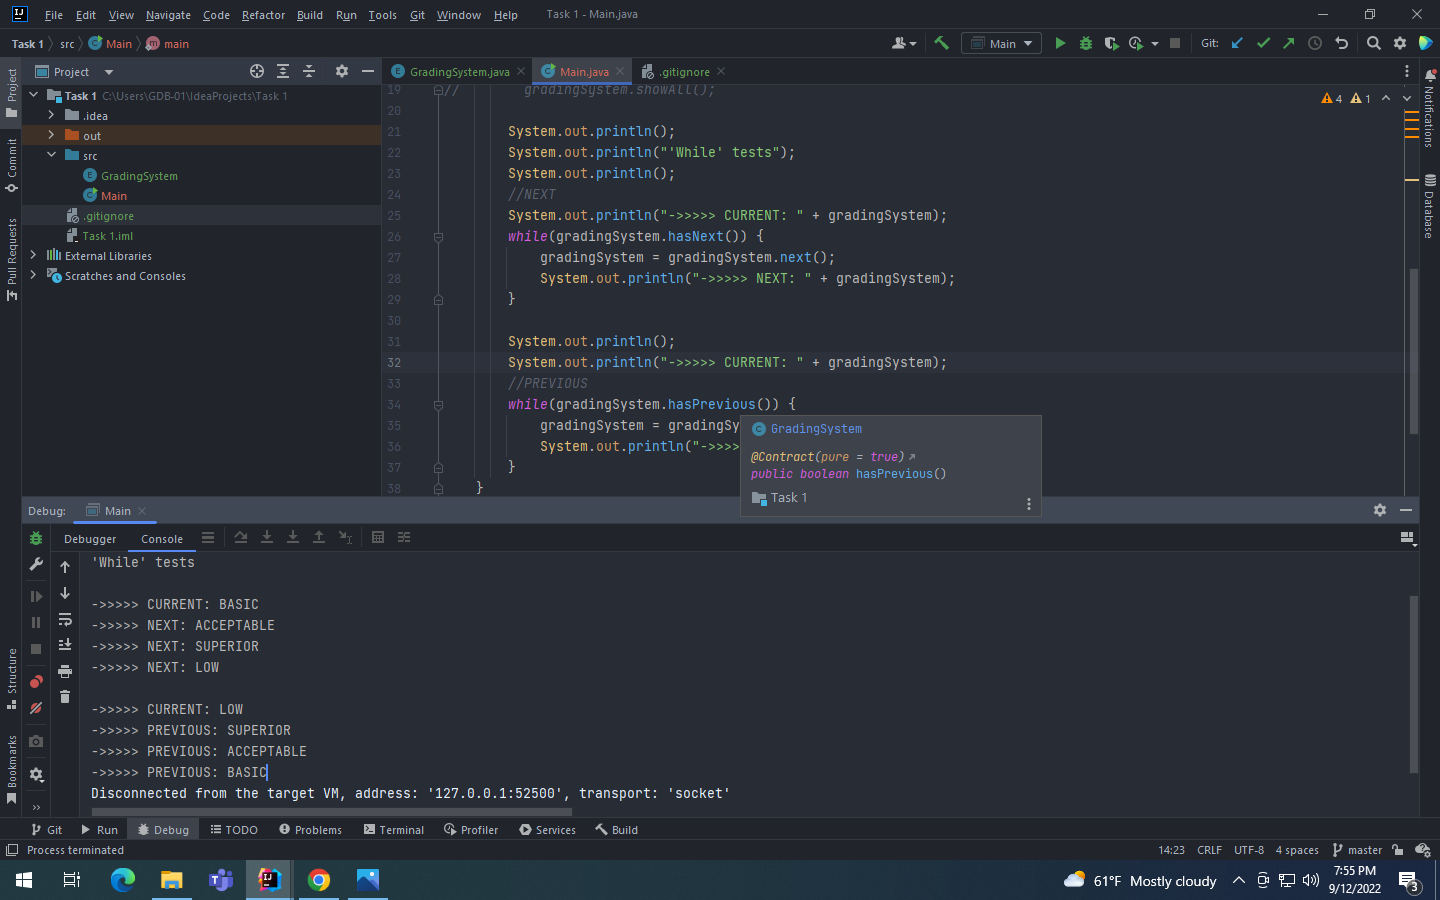 File Edit View Navigate Code Refactor Build Run Tools Git Window Help Task 1 - Main.java
Task 1 src Main main Main Git:
Project
Commit
Pull Requests
Structure
Bookmarks
Project
Task 1 C:\Users\GDB-01\IdeaProjects\Task 1
.idea
out
src
GradingSystem
Main
.gitignore
Task 1.iml
External Libraries
Scratches and Consoles
GradingSystem.java Main.java .gitignore
4 1
19 // gradingSystem.showAll();
20
21 System.out.println();
22 System.out.println("'While' tests");
23 System.out.println();
24 //NEXT
25 System.out.println("->>>>> CURRENT: " + gradingSystem);
26 while(gradingSystem.hasNext()) {
27 gradingSystem = gradingSystem.next();
28 System.out.println("->>>>> NEXT: " + gradingSystem);
29 }
30
31 System.out.println();
32 System.out.println("->>>>> CURRENT: " + gradingSystem);
33 //PREVIOUS
34 while(gradingSystem.hasPrevious()) {
35 gradingSystem = gradingSy
36 System.out.println("->>>>
37 }
38 }
GradingSystem
@Contract(pure = true)
public boolean hasPrevious()
Task 1
Notifications
Database
Debug: Main
Debugger Console
'While' tests
->>>>> CURRENT: BASIC
->>>>> NEXT: ACCEPTABLE
->>>>> NEXT: SUPERIOR
->>>>> NEXT: LOW
->>>>> CURRENT: LOW
->>>>> PREVIOUS: SUPERIOR
->>>>> PREVIOUS: ACCEPTABLE
->>>>> PREVIOUS: BASIC
Disconnected from the target VM, address: '127.0.0.1:52500', transport: 'socket'
Git Run Debug TODO Problems Terminal Profiler Services Build
Process terminated 14:23 CRLF UTF-8 4 spaces master
61°F Mostly cloudy
7:55 PM
9/12/2022
3